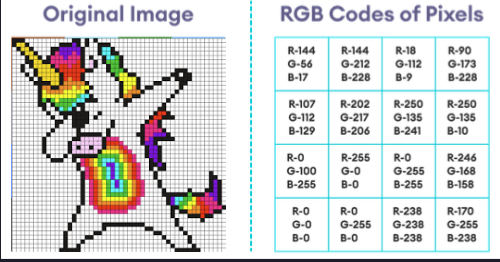 Original Image
RGB Codes of Pixels
R-144 R-144 R-18 R-90
G-56 G-212 G-112 G-173
B-17 B-228 B-9 B-228
R-107 R-202 R-250 R-250
G-112 G-217 G-135 G-135
B-129 B-206 B-241 B-10
R-0 R-255 R-0 R-246
G-100 G-0 G-255 G-168
B-255 B-0 B-255 B-158
R-0 R-0 R-238 R-170
G-0 G-255 G-238 G-255
B-0 B-0 B-238 B-238